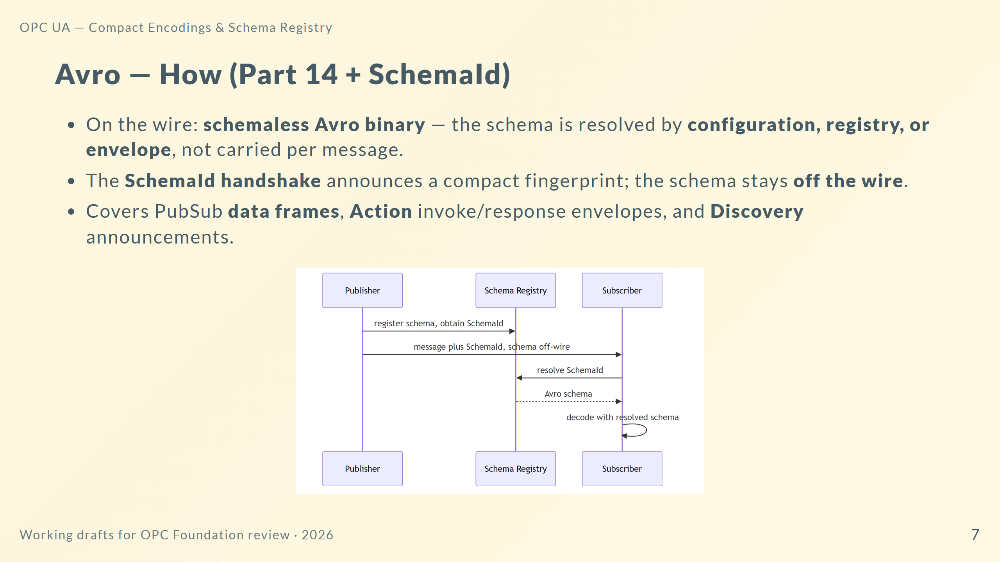 OPC UA — Compact Encodings & Schema Registry
Avro — How (Part 14 + SchemaId)
• On the wire: schemaless Avro binary — the schema is resolved by configuration, registry, or
envelope, not carried per message.
• The SchemaId handshake announces a compact fingerprint; the schema stays off the wire.
• Covers PubSub data frames, Action invoke/response envelopes, and Discovery
announcements.
Publisher
Schema Registry
Subscriber
register schema, obtain SchemaId
message plus SchemaId, schema off-wire
resolve SchemaId
Avro schema
decode with resolved schema
Publisher
Schema Registry
Subscriber
Working drafts for OPC Foundation review · 2026
7